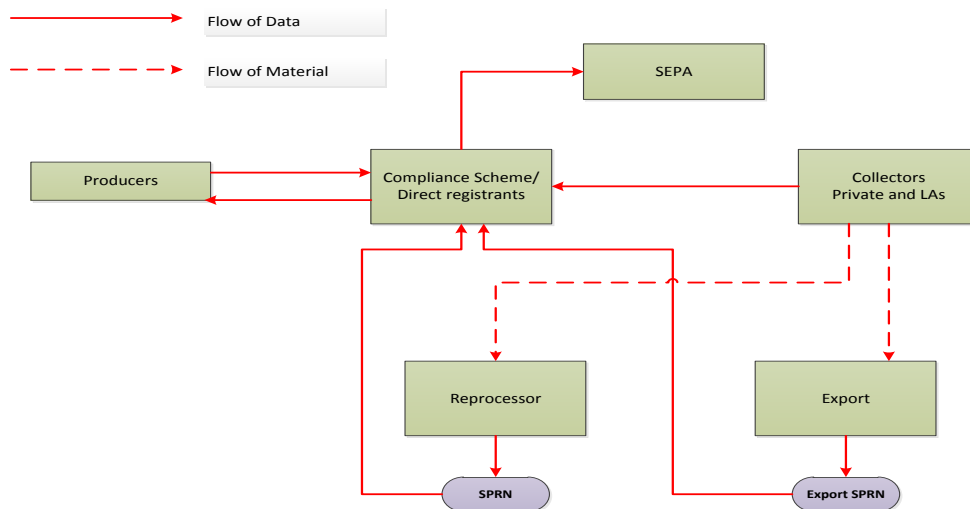 Flow of Data
Flow of Material
SEPA
Producers
Compliance Scheme/
Direct registrants
Collectors
Private and LAs
Reprocessor
Export
SPRN
Export SPRN